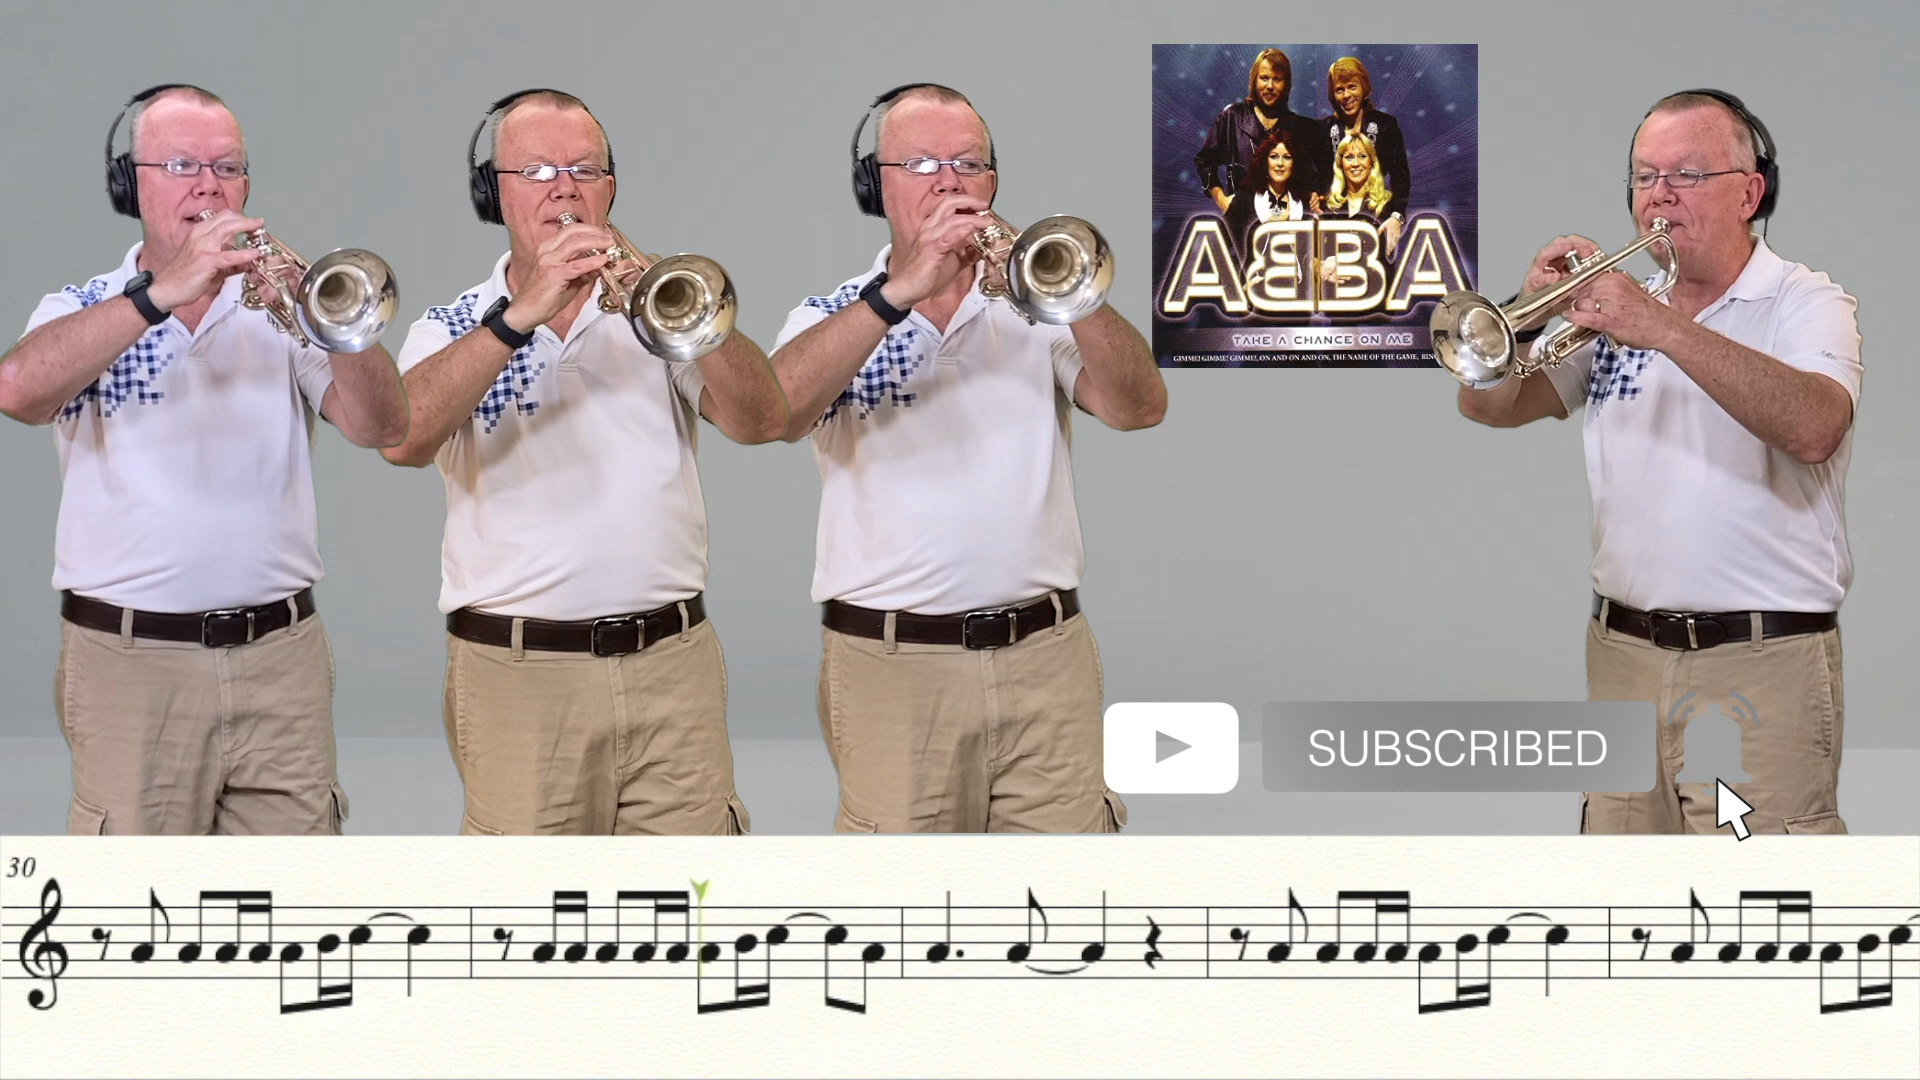 ABBA
TAKE A CHANCE ON ME
GIMME! GIMME! GIMME!, ON AND ON AND ON, THE NAME OF THE GAME,
SUBSCRIBED
30